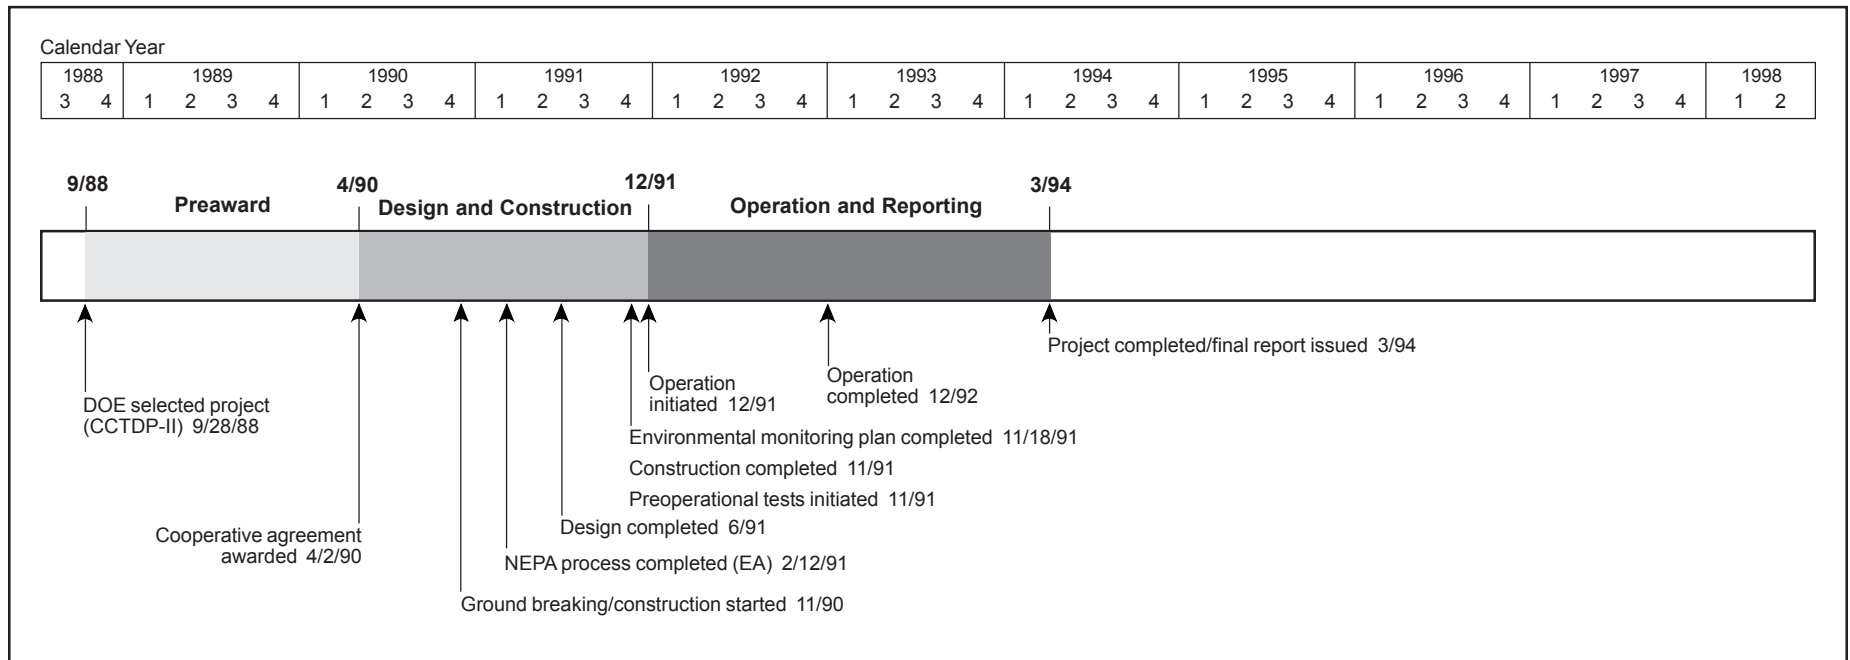 Calendar Year
1988 1989 1990 1991 1992 1993 1994 1995 1996 1997 1998
3 4 1 2 3 4 1 2 3 4 1 2 3 4 1 2 3 4 1 2 3 4 1 2 3 4 1 2 3 4 1 2 3 4 1 2 3 4 1 2
9/88 4/90 12/91 3/94
Preaward Design and Construction Operation and Reporting
Project completed/final report issued 3/94
Operation
completed 12/92
Operation
initiated 12/91
DOE selected project
(CCTDP-II) 9/28/88
Environmental monitoring plan completed 11/18/91
Construction completed 11/91
Preoperational tests initiated 11/91
Design completed 6/91
Cooperative agreement
awarded 4/2/90
NEPA process completed (EA) 2/12/91
Ground breaking/construction started 11/90